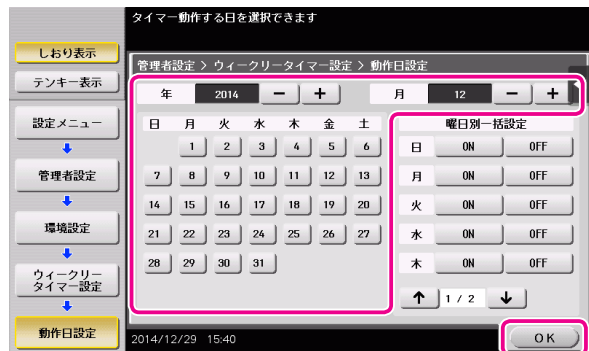 タイマー動作する日を選択できます
しおり表示
テンキー表示
設定メニュー
管理者設定
環境設定
ウィークリー
タイマー設定
動作日設定
管理者設定 > ウィークリータイマー設定 > 動作日設定
年 2014 － ＋ 月 12 － ＋
日 月 火 水 木 金 土
1 2 3 4 5 6
7 8 9 10 11 12 13
14 15 16 17 18 19 20
21 22 23 24 25 26 27
28 29 30 31
曜日別一括設定
日 ON OFF
月 ON OFF
火 ON OFF
水 ON OFF
木 ON OFF
↑ 1 / 2 ↓
2014/12/29 15:40
OK